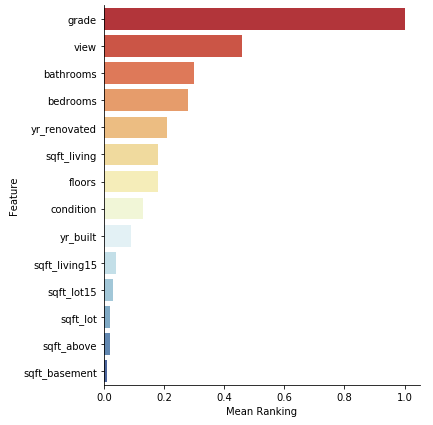 grade
view
bathrooms
bedrooms
yr_renovated
sqft_living
floors
condition
yr_built
sqft_living15
sqft_lot15
sqft_lot
sqft_above
sqft_basement
Feature
0.0 0.2 0.4 0.6 0.8 1.0
Mean Ranking